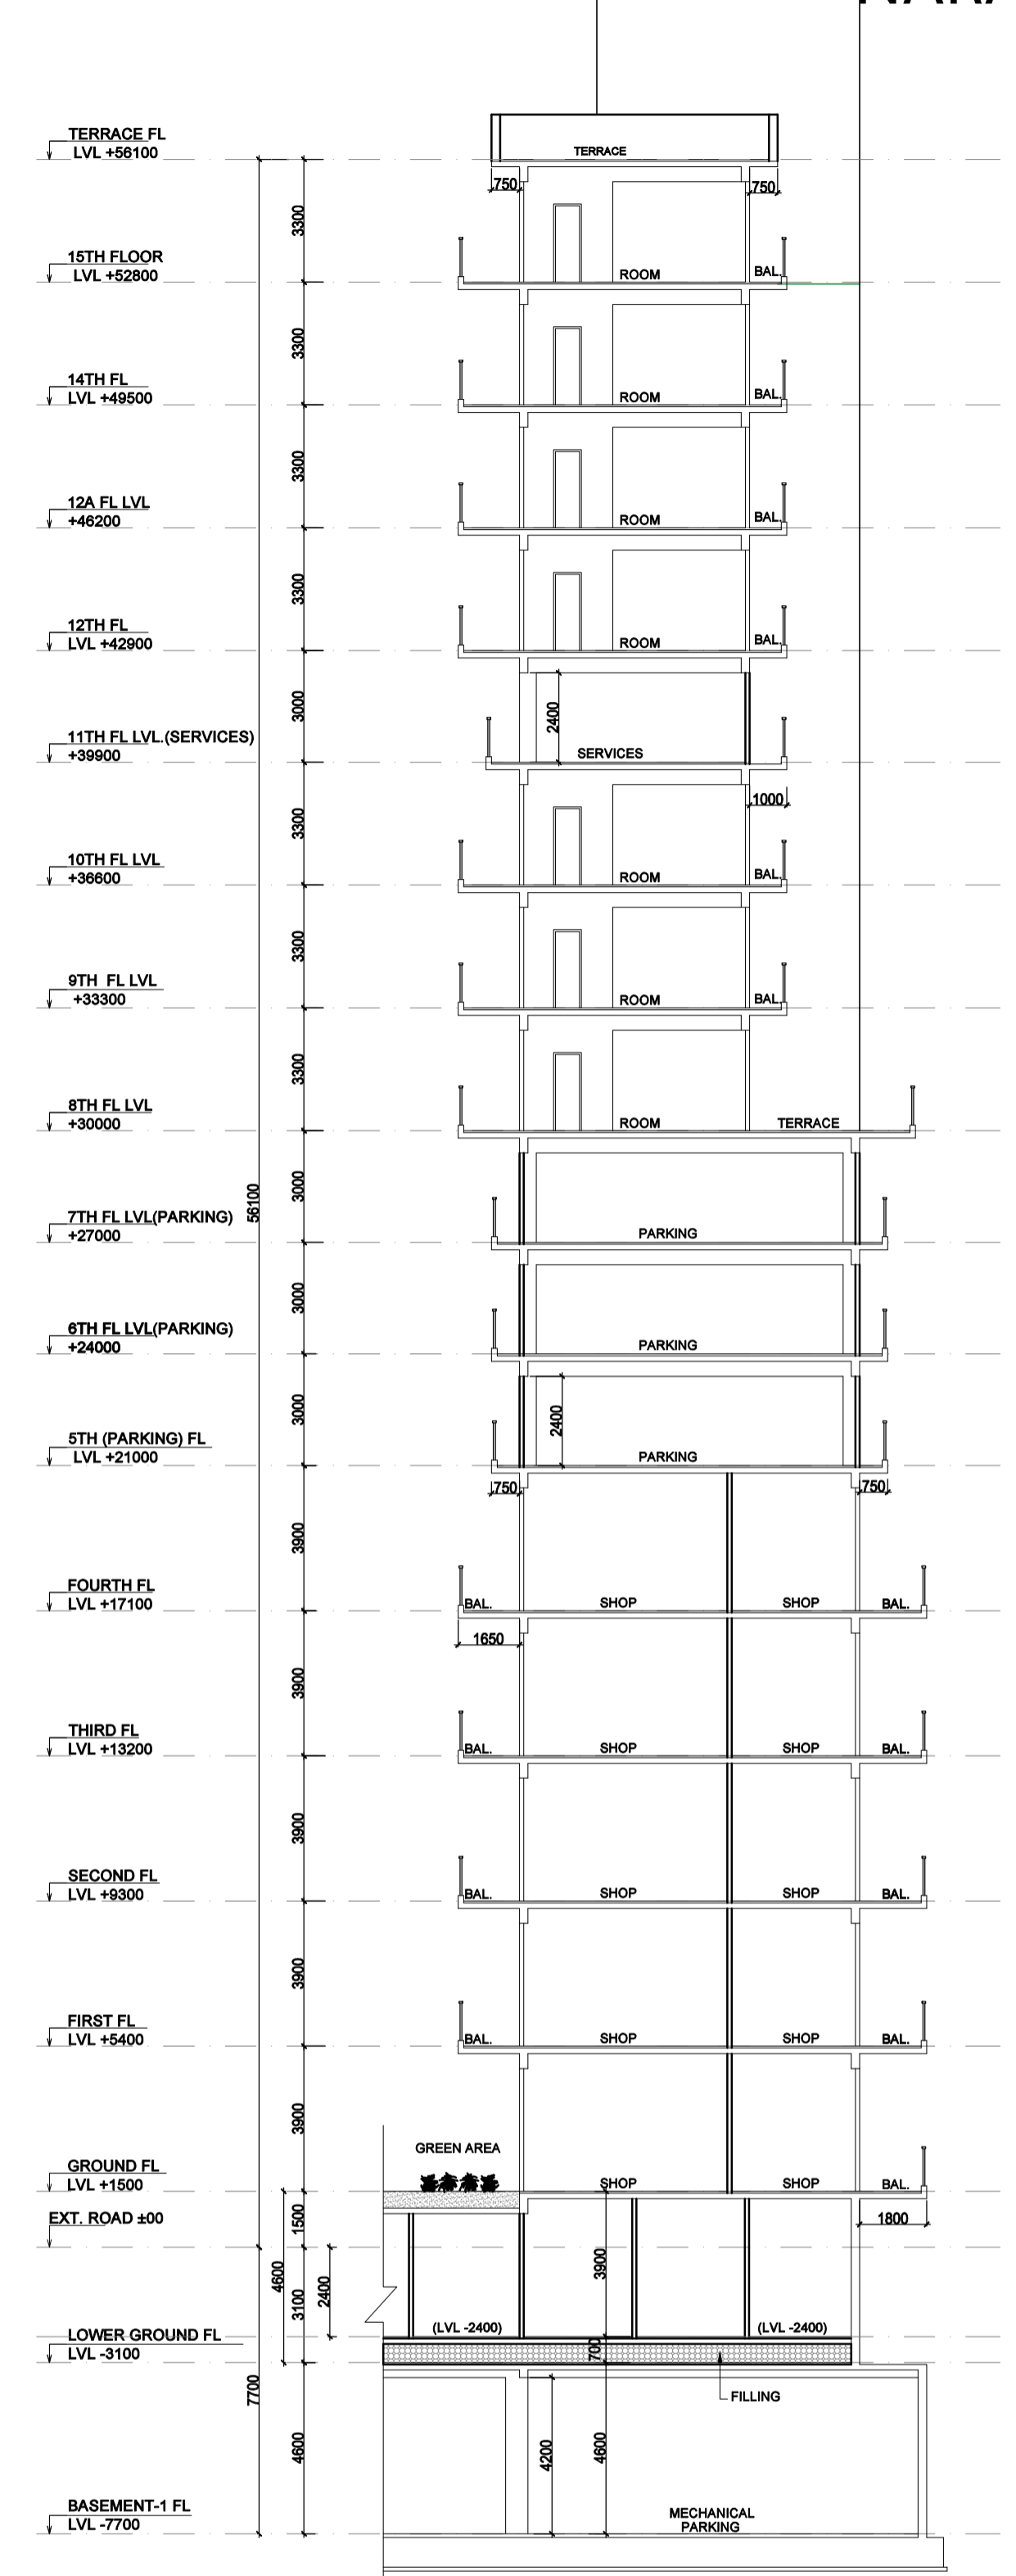 TERRACE FL
LVL +56100
TERRACE
750
750
3300
15TH FLOOR
LVL +52800
ROOM
BAL.
3300
14TH FL
LVL +49500
ROOM
BAL.
3300
12A FL LVL
+46200
ROOM
BAL.
3300
12TH FL
LVL +42900
ROOM
BAL.
3000
2400
11TH FL LVL.(SERVICES)
+39900
SERVICES
1000
3300
10TH FL LVL
+36600
ROOM
BAL.
3300
9TH FL LVL
+33300
ROOM
BAL.
3300
8TH FL LVL
+30000
ROOM
TERRACE
3000
56100
7TH FL LVL(PARKING)
+27000
PARKING
3000
6TH FL LVL(PARKING)
+24000
PARKING
3000
2400
5TH (PARKING) FL
LVL +21000
PARKING
750
750
3900
FOURTH FL
LVL +17100
BAL.
SHOP
SHOP
BAL.
1650
3900
THIRD FL
LVL +13200
BAL.
SHOP
SHOP
BAL.
3900
SECOND FL
LVL +9300
BAL.
SHOP
SHOP
BAL.
3900
FIRST FL
LVL +5400
BAL.
SHOP
SHOP
BAL.
3900
GREEN AREA
GROUND FL
LVL +1500
SHOP
SHOP
BAL.
1800
1500
EXT. ROAD ±00
4600
3100
2400
3900
(LVL -2400)
(LVL -2400)
LOWER GROUND FL
LVL -3100
700
FILLING
7700
4600
4200
4600
BASEMENT-1 FL
LVL -7700
MECHANICAL
PARKING